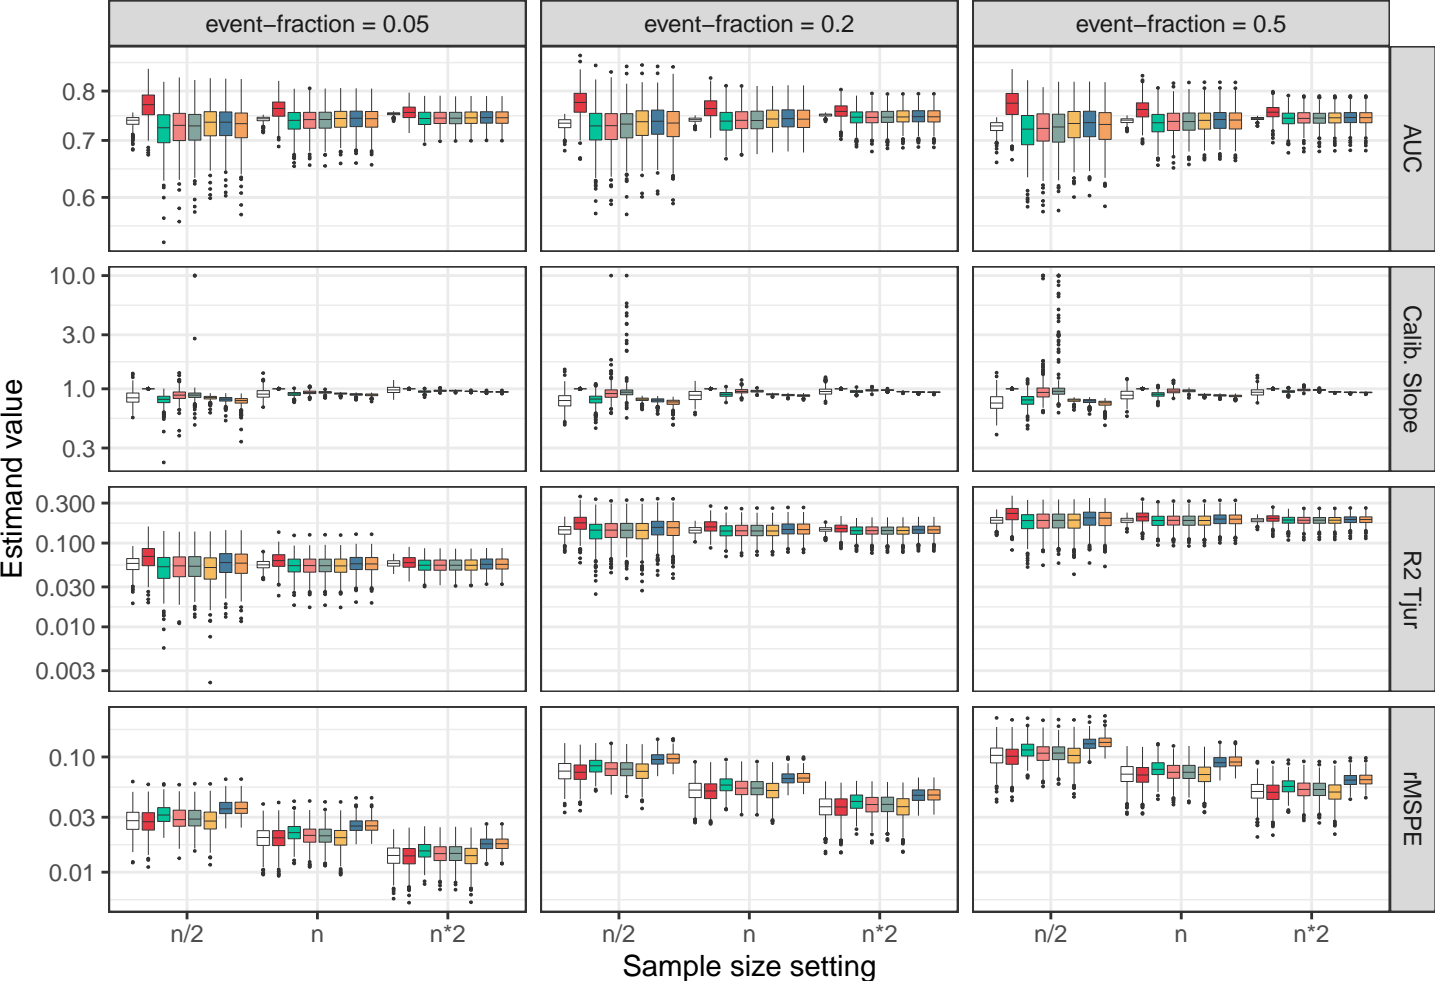 event−fraction = 0.05
event−fraction = 0.2
event−fraction = 0.5
0.8
0.7
0.6
AUC
10.0
3.0
1.0
0.3
Calib. Slope
0.300
0.100
0.030
0.010
0.003
R2 Tjur
0.10
0.03
0.01
rMSPE
Estimand value
n/2
n
n*2
n/2
n
n*2
n/2
n
n*2
Sample size setting